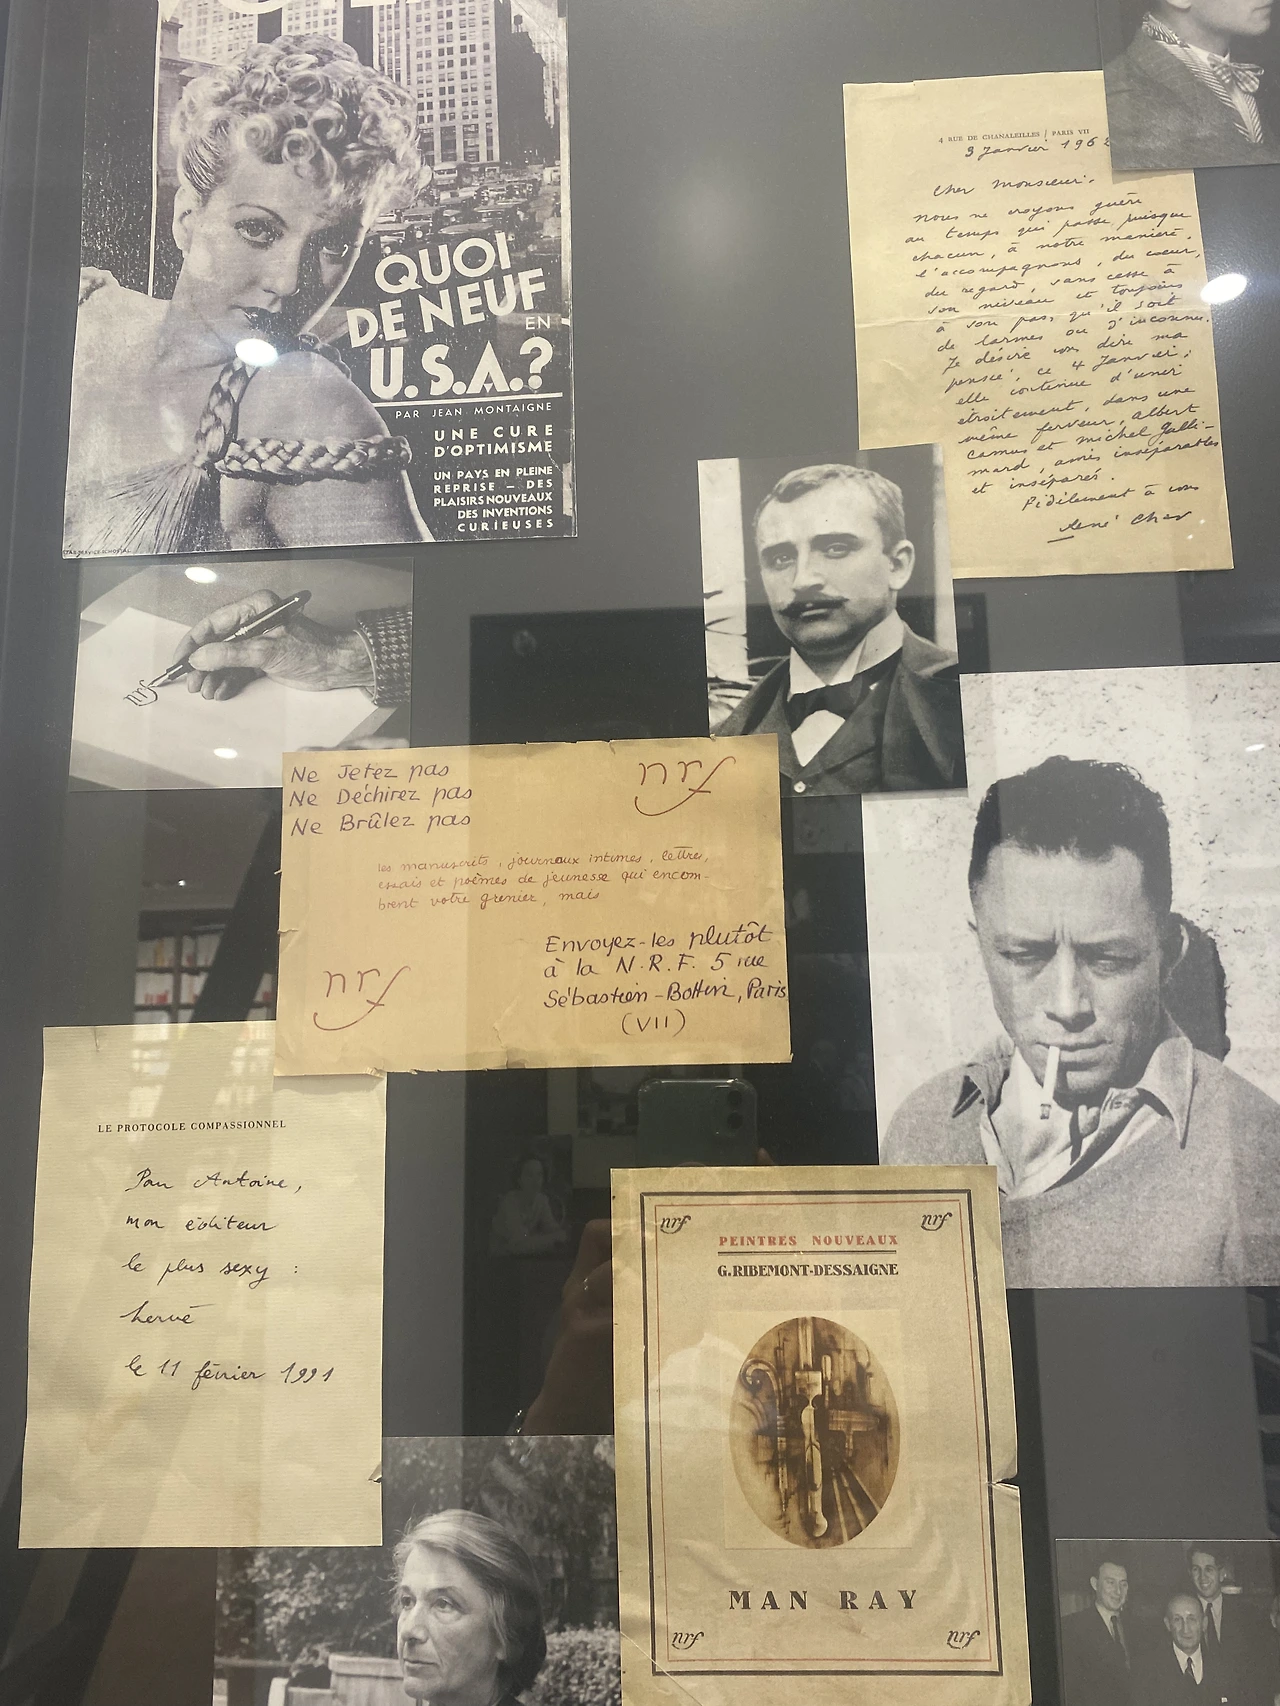 QUOI
DE NEUF
EN
U.S.A.?
PAR JEAN MONTAIGNE
UNE CURE
D'OPTIMISME
UN PAYS EN PLEINE
REPRISE – DES
PLAISIRS NOUVEAUX
DES INVENTIONS
CURIEUSES
4 RUE DE CHANALEILLES / PARIS VII
3 Janvier 1962
Cher Monsieur.
Nous ne croyons guère
au temps qui passe puisque
chacun, à notre manière,
l'accompagnons, du cœur,
du regard, sans cesse à
son niveau et toujours
à son pas, qu'il soit
de larmes ou d'inconnu.
Je désire vous dire ma
pensée, ce 4 Janvier;
elle continue d'unir
étroitement, dans une
même ferveur, Albert
Camus et Michel Galli-
mard, amis inséparables
et inséparés.
Fidèlement à vous
René Char
Ne Jetez pas
Ne Déchirez pas
Ne Brûlez pas
nrf
les manuscrits, journaux intimes, lettres,
essais et poèmes de jeunesse qui encom-
brent votre grenier, mais
Envoyez-les plutôt
à la N.R.F. 5 rue
Sébastien-Bottin, Paris
(VII)
nrf
LE PROTOCOLE COMPASSIONNEL
Pour Antoine,
mon éditeur
le plus sexy :
hervé
le 11 février 1991
nrf nrf
PEINTRES NOUVEAUX
G. RIBEMONT-DESSAIGNE
MAN RAY
nrf nrf